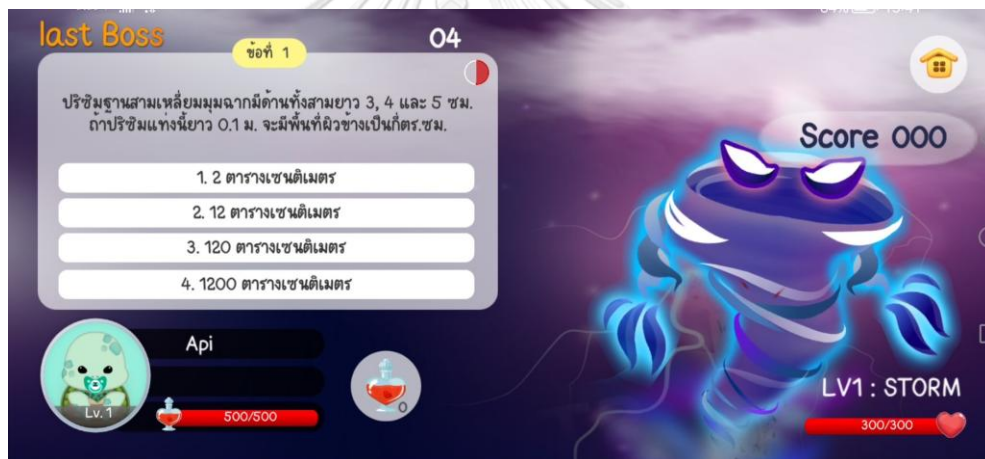 last Boss
ข้อที่ 1
04
ปริซิมฐานสามเหลี่ยมมุมฉากมีด้านทั้งสามยาว 3, 4 และ 5 ซม.
ถ้าปริซิมแท่งนี้ยาว 0.1 ม. จะมีพื้นที่ผิวข้างเป็นกี่ตร.ซม.
1. 2 ตารางเซนติเมตร
2. 12 ตารางเซนติเมตร
3. 120 ตารางเซนติเมตร
4. 1200 ตารางเซนติเมตร
Score 000
Api
Lv. 1
500/500
0
LV1 : STORM
300/300